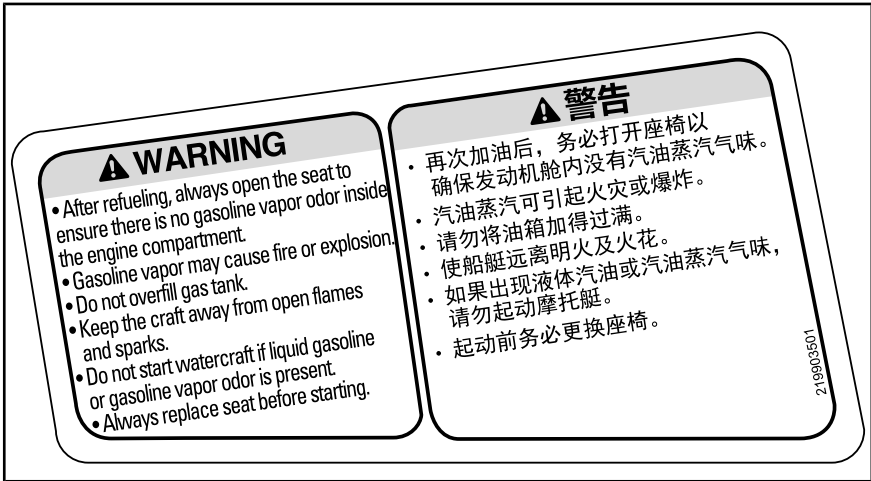 WARNING
• After refueling, always open the seat to
ensure there is no gasoline vapor odor inside
the engine compartment.
• Gasoline vapor may cause fire or explosion.
• Do not overfill gas tank.
• Keep the craft away from open flames
and sparks.
• Do not start watercraft if liquid gasoline
or gasoline vapor odor is present.
• Always replace seat before starting.
警告
· 再次加油后，务必打开座椅以
确保发动机舱内没有汽油蒸汽气味。
· 汽油蒸汽可引起火灾或爆炸。
· 请勿将油箱加得过满。
· 使船艇远离明火及火花。
· 如果出现液体汽油或汽油蒸汽气味，
请勿起动摩托艇。
· 起动前务必更换座椅。
219903501